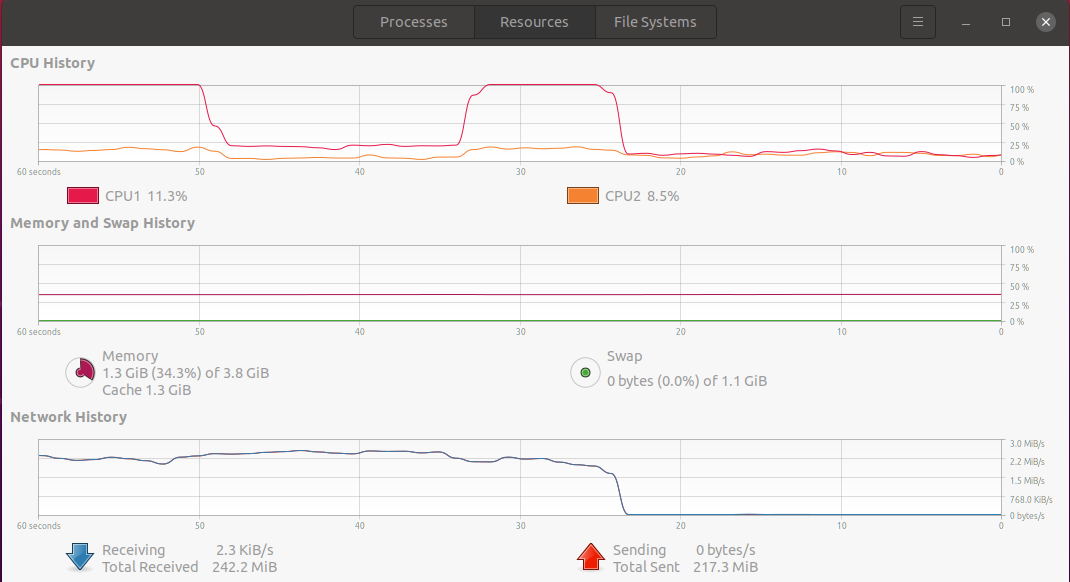 Processes Resources File Systems
CPU History
100 %
75 %
50 %
25 %
0 %
60 seconds 50 40 30 20 10 0
CPU1 11.3% CPU2 8.5%
Memory and Swap History
100 %
75 %
50 %
25 %
0 %
60 seconds 50 40 30 20 10 0
Memory
1.3 GiB (34.3%) of 3.8 GiB
Cache 1.3 GiB
Swap
0 bytes (0.0%) of 1.1 GiB
Network History
3.0 MiB/s
2.2 MiB/s
1.5 MiB/s
768.0 KiB/s
0 bytes/s
60 seconds 50 40 30 20 10 0
Receiving 2.3 KiB/s
Total Received 242.2 MiB
Sending 0 bytes/s
Total Sent 217.3 MiB